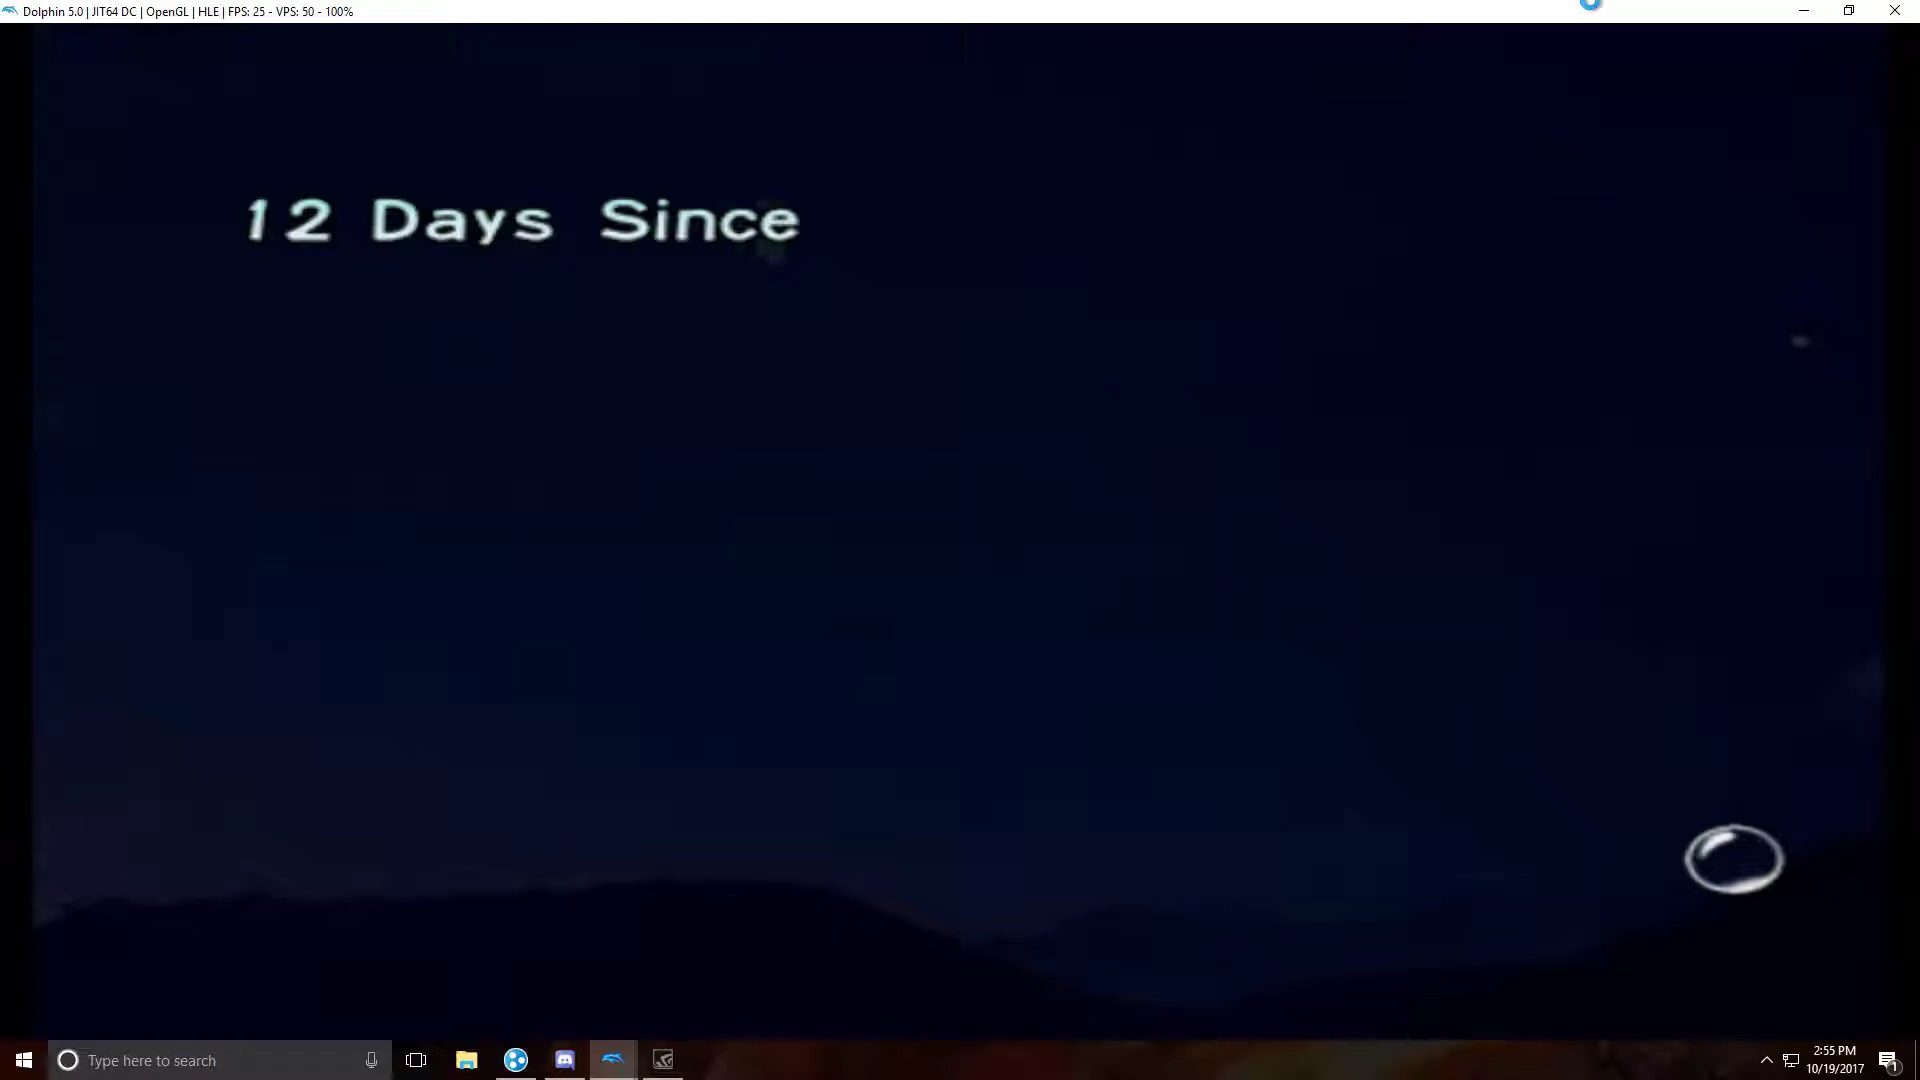 Dolphin 5.0 | JIT64 DC | OpenGL | HLE | FPS: 25 - VPS: 50 - 100%
12 Days Since
Type here to search
2:55 PM
10/19/2017
1